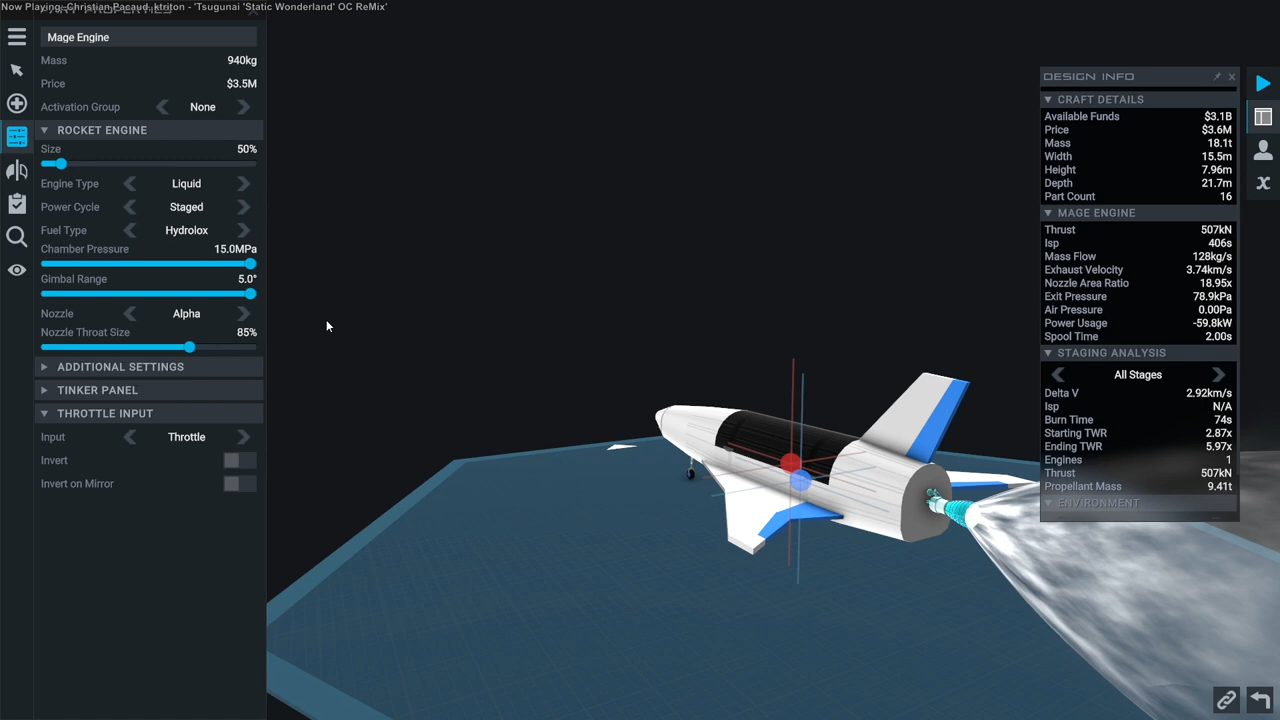 Now Playing: Christian Pacaud, ktriton - 'Tsugunai 'Static Wonderland' OC ReMix'
PART PROPERTIES
Mage Engine
Mass 940kg
Price $3.5M
Activation Group None
ROCKET ENGINE
Size 50%
Engine Type Liquid
Power Cycle Staged
Fuel Type Hydrolox
Chamber Pressure 15.0MPa
Gimbal Range 5.0°
Nozzle Alpha
Nozzle Throat Size 85%
ADDITIONAL SETTINGS
TINKER PANEL
THROTTLE INPUT
Input Throttle
Invert
Invert on Mirror
DESIGN INFO
CRAFT DETAILS
Available Funds $3.1B
Price $3.6M
Mass 18.1t
Width 15.5m
Height 7.96m
Depth 21.7m
Part Count 16
MAGE ENGINE
Thrust 507kN
Isp 406s
Mass Flow 128kg/s
Exhaust Velocity 3.74km/s
Nozzle Area Ratio 18.95x
Exit Pressure 78.9kPa
Air Pressure 0.00Pa
Power Usage -59.8kW
Spool Time 2.00s
STAGING ANALYSIS
All Stages
Delta V 2.92km/s
Isp N/A
Burn Time 74s
Starting TWR 2.87x
Ending TWR 5.97x
Engines 1
Thrust 507kN
Propellant Mass 9.41t
ENVIRONMENT